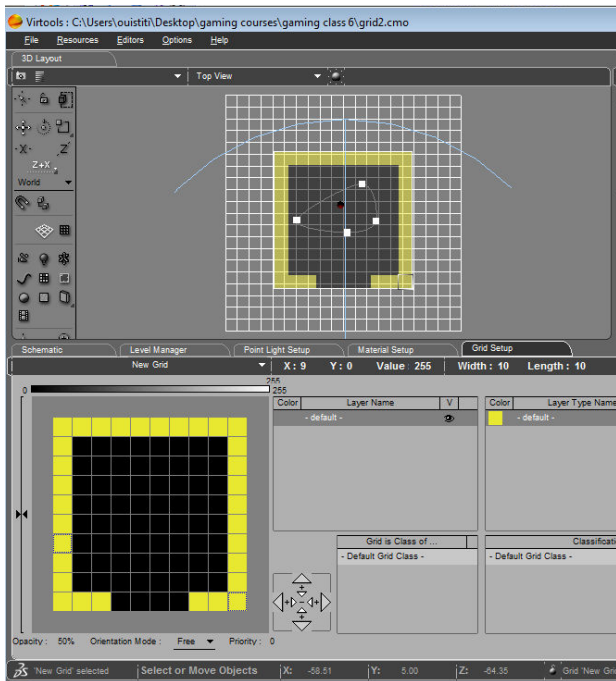 Virtools : C:\Users\ouistiti\Desktop\gaming courses\gaming class 6\grid2.cmo
File Resources Editors Options Help
3D Layout
Top View
-X- .Z'
Z+X
World
Schematic Level Manager Point Light Setup Material Setup Grid Setup
New Grid X : 9 Y : 0 Value : 255 Width : 10 Length : 10
255
0 255
Color Layer Name V Color Layer Type Name
- default - - default -
Grid is Class of ... Classificati
- Default Grid Class - - Default Grid Class -
Opacity : 50% Orientation Mode : Free Priority : 0
'New Grid' selected Select or Move Objects X: -58.51 Y: 5.00 Z: -64.35 Grid 'New Gri